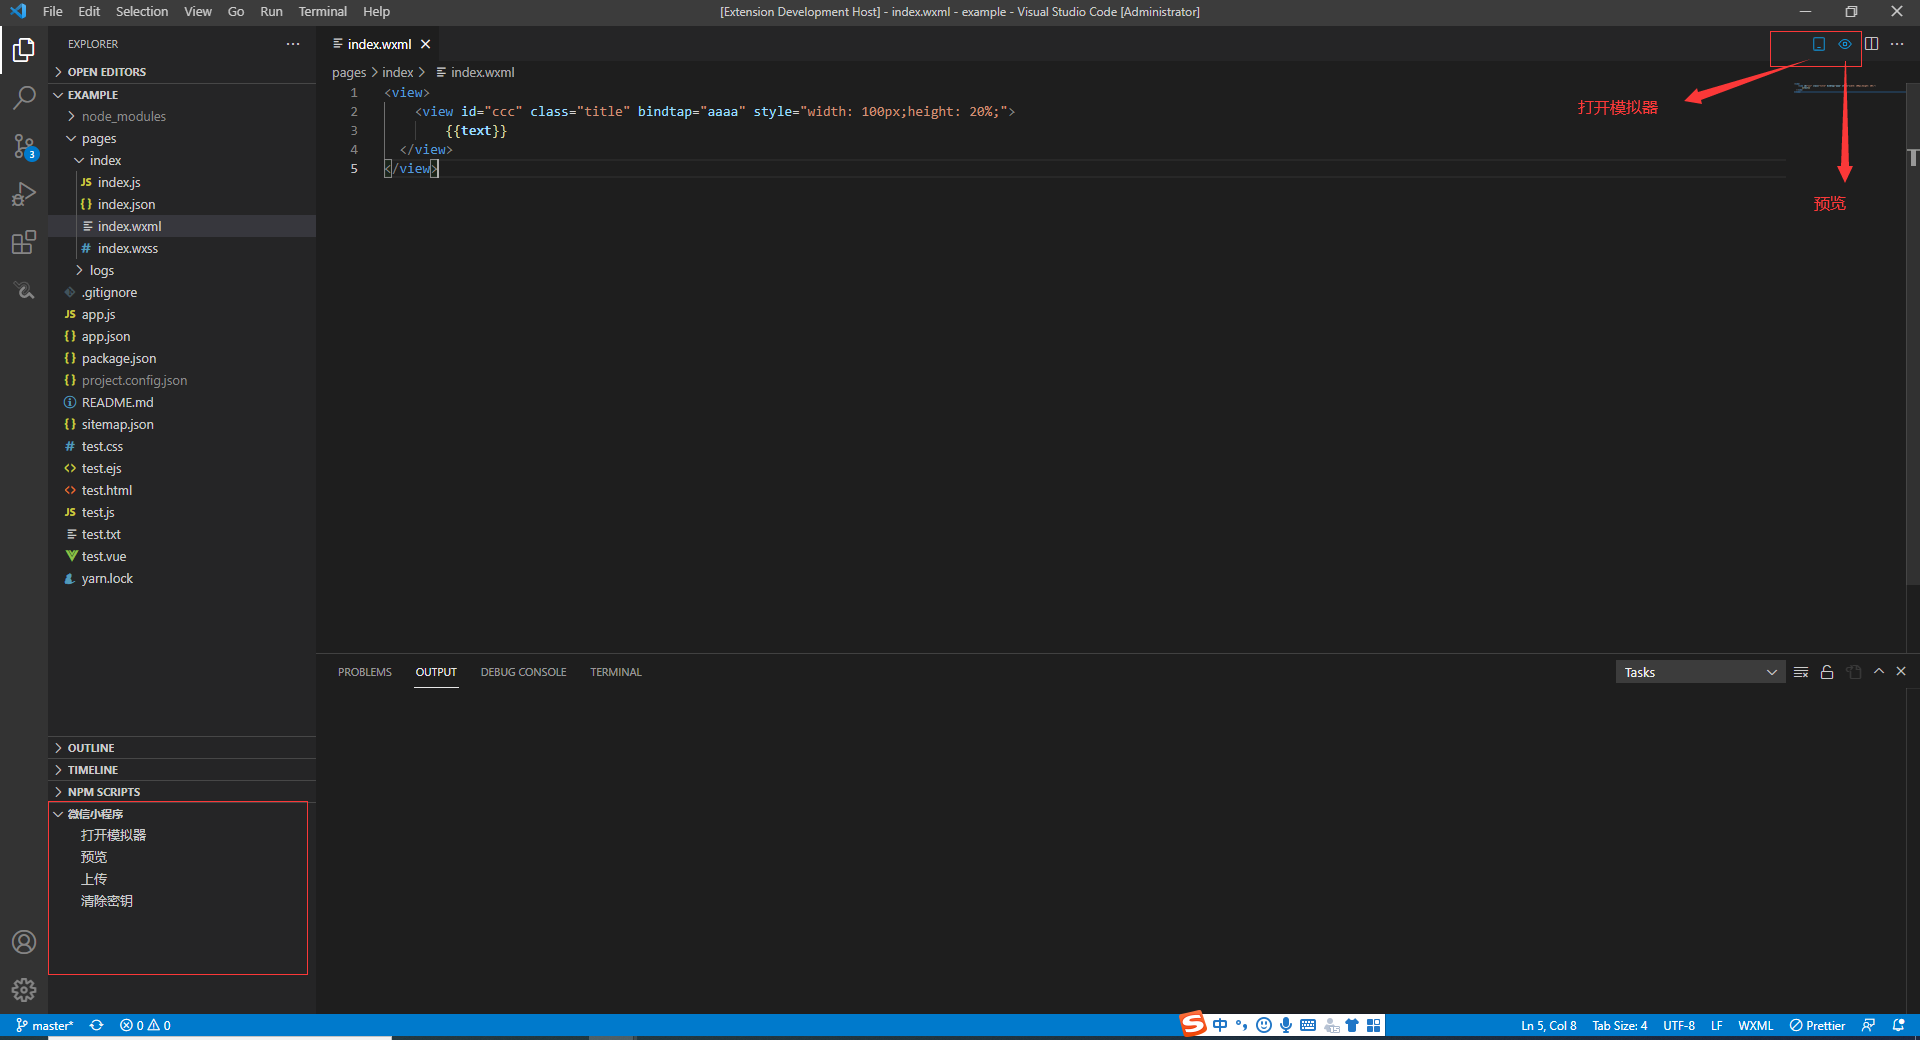 File Edit Selection View Go Run Terminal Help
[Extension Development Host] - index.wxml - example - Visual Studio Code [Administrator]
EXPLORER
OPEN EDITORS
EXAMPLE
node_modules
pages
index
JS index.js
{} index.json
index.wxml
# index.wxss
logs
.gitignore
JS app.js
{} app.json
{} package.json
{} project.config.json
README.md
{} sitemap.json
# test.css
<> test.ejs
<> test.html
JS test.js
test.txt
test.vue
yarn.lock
OUTLINE
TIMELINE
NPM SCRIPTS
微信小程序
打开模拟器
预览
上传
清除密钥
3
index.wxml
pages > index > index.wxml
1 <view>
2 <view id="ccc" class="title" bindtap="aaaa" style="width: 100px;height: 20%;">
3 {{text}}
4 </view>
5 </view>
打开模拟器
预览
PROBLEMS OUTPUT DEBUG CONSOLE TERMINAL
Tasks
master* 0 0
S 中
Ln 5, Col 8 Tab Size: 4 UTF-8 LF WXML Prettier